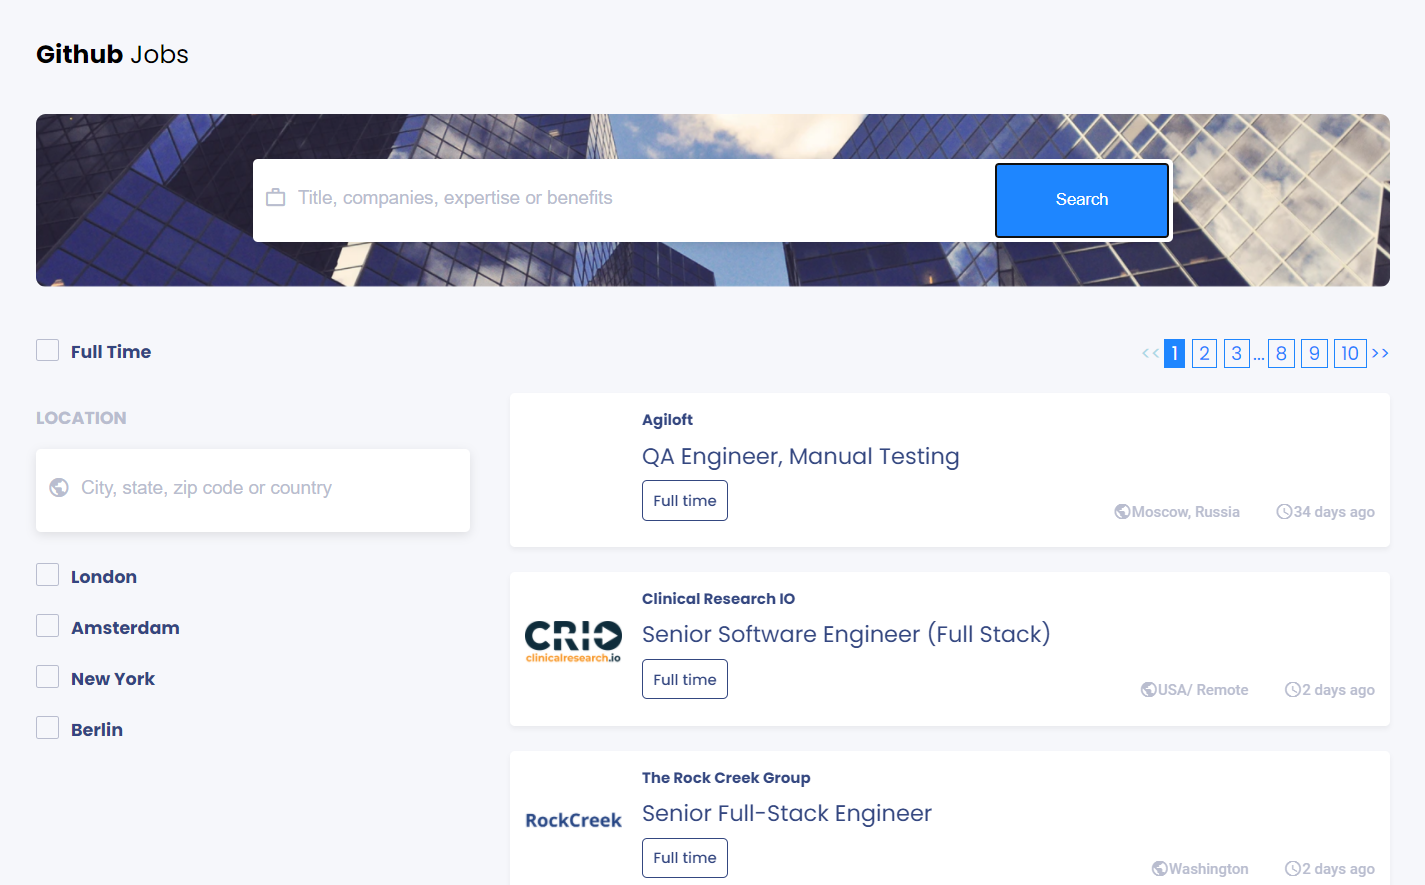 Github Jobs
Title, companies, expertise or benefits
Search
Full Time
<< 1 2 3 ... 8 9 10 >>
LOCATION
City, state, zip code or country
London
Amsterdam
New York
Berlin
Agiloft
QA Engineer, Manual Testing
Full time
Moscow, Russia 34 days ago
CRIO
clinicalresearch.io
Clinical Research IO
Senior Software Engineer (Full Stack)
Full time
USA/ Remote 2 days ago
RockCreek
The Rock Creek Group
Senior Full-Stack Engineer
Full time
Washington 2 days ago